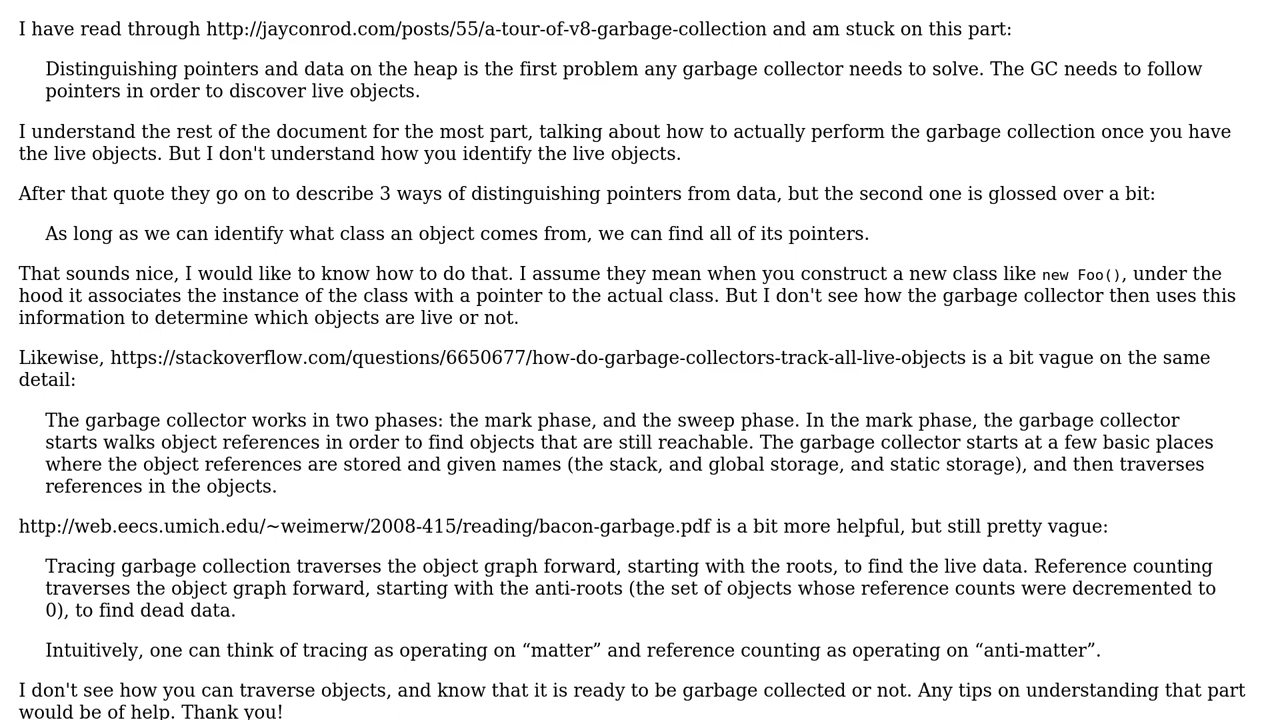 I have read through http://jayconrod.com/posts/55/a-tour-of-v8-garbage-collection and am stuck on this part:
Distinguishing pointers and data on the heap is the first problem any garbage collector needs to solve. The GC needs to follow
pointers in order to discover live objects.
I understand the rest of the document for the most part, talking about how to actually perform the garbage collection once you have
the live objects. But I don't understand how you identify the live objects.
After that quote they go on to describe 3 ways of distinguishing pointers from data, but the second one is glossed over a bit:
As long as we can identify what class an object comes from, we can find all of its pointers.
That sounds nice, I would like to know how to do that. I assume they mean when you construct a new class like new Foo(), under the
hood it associates the instance of the class with a pointer to the actual class. But I don't see how the garbage collector then uses this
information to determine which objects are live or not.
Likewise, https://stackoverflow.com/questions/6650677/how-do-garbage-collectors-track-all-live-objects is a bit vague on the same
detail:
The garbage collector works in two phases: the mark phase, and the sweep phase. In the mark phase, the garbage collector
starts walks object references in order to find objects that are still reachable. The garbage collector starts at a few basic places
where the object references are stored and given names (the stack, and global storage, and static storage), and then traverses
references in the objects.
http://web.eecs.umich.edu/~weimerw/2008-415/reading/bacon-garbage.pdf is a bit more helpful, but still pretty vague:
Tracing garbage collection traverses the object graph forward, starting with the roots, to find the live data. Reference counting
traverses the object graph forward, starting with the anti-roots (the set of objects whose reference counts were decremented to
0), to find dead data.
Intuitively, one can think of tracing as operating on “matter” and reference counting as operating on “anti-matter”.
I don't see how you can traverse objects, and know that it is ready to be garbage collected or not. Any tips on understanding that part
would be of help. Thank you!